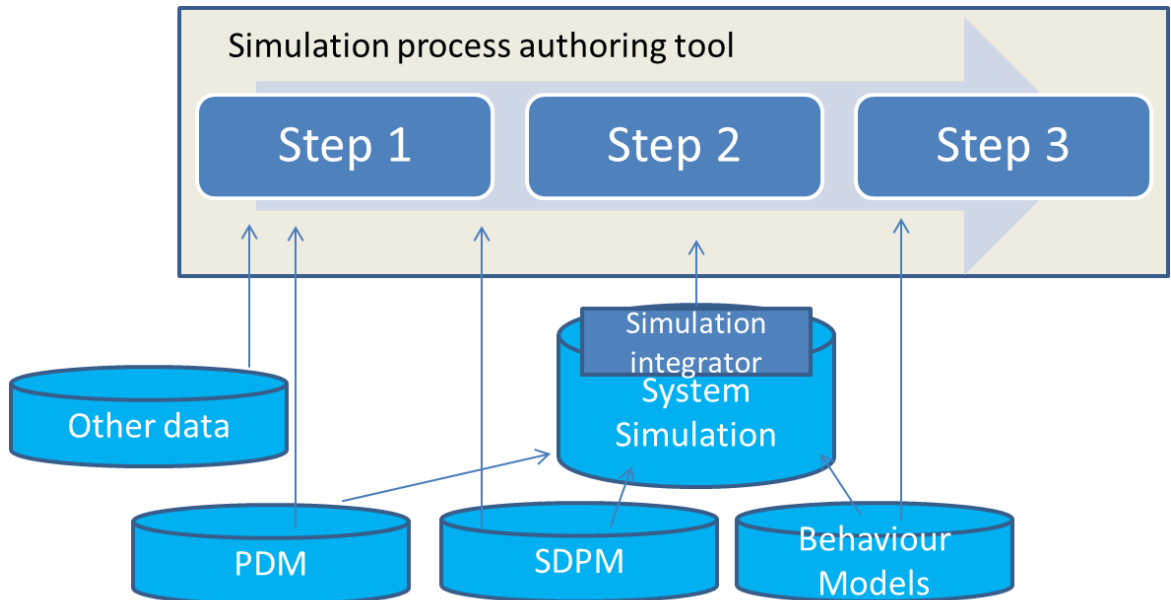 Simulation process authoring tool
Step 1
Step 2
Step 3
Simulation
integrator
System
Simulation
Other data
PDM
SDPM
Behaviour
Models